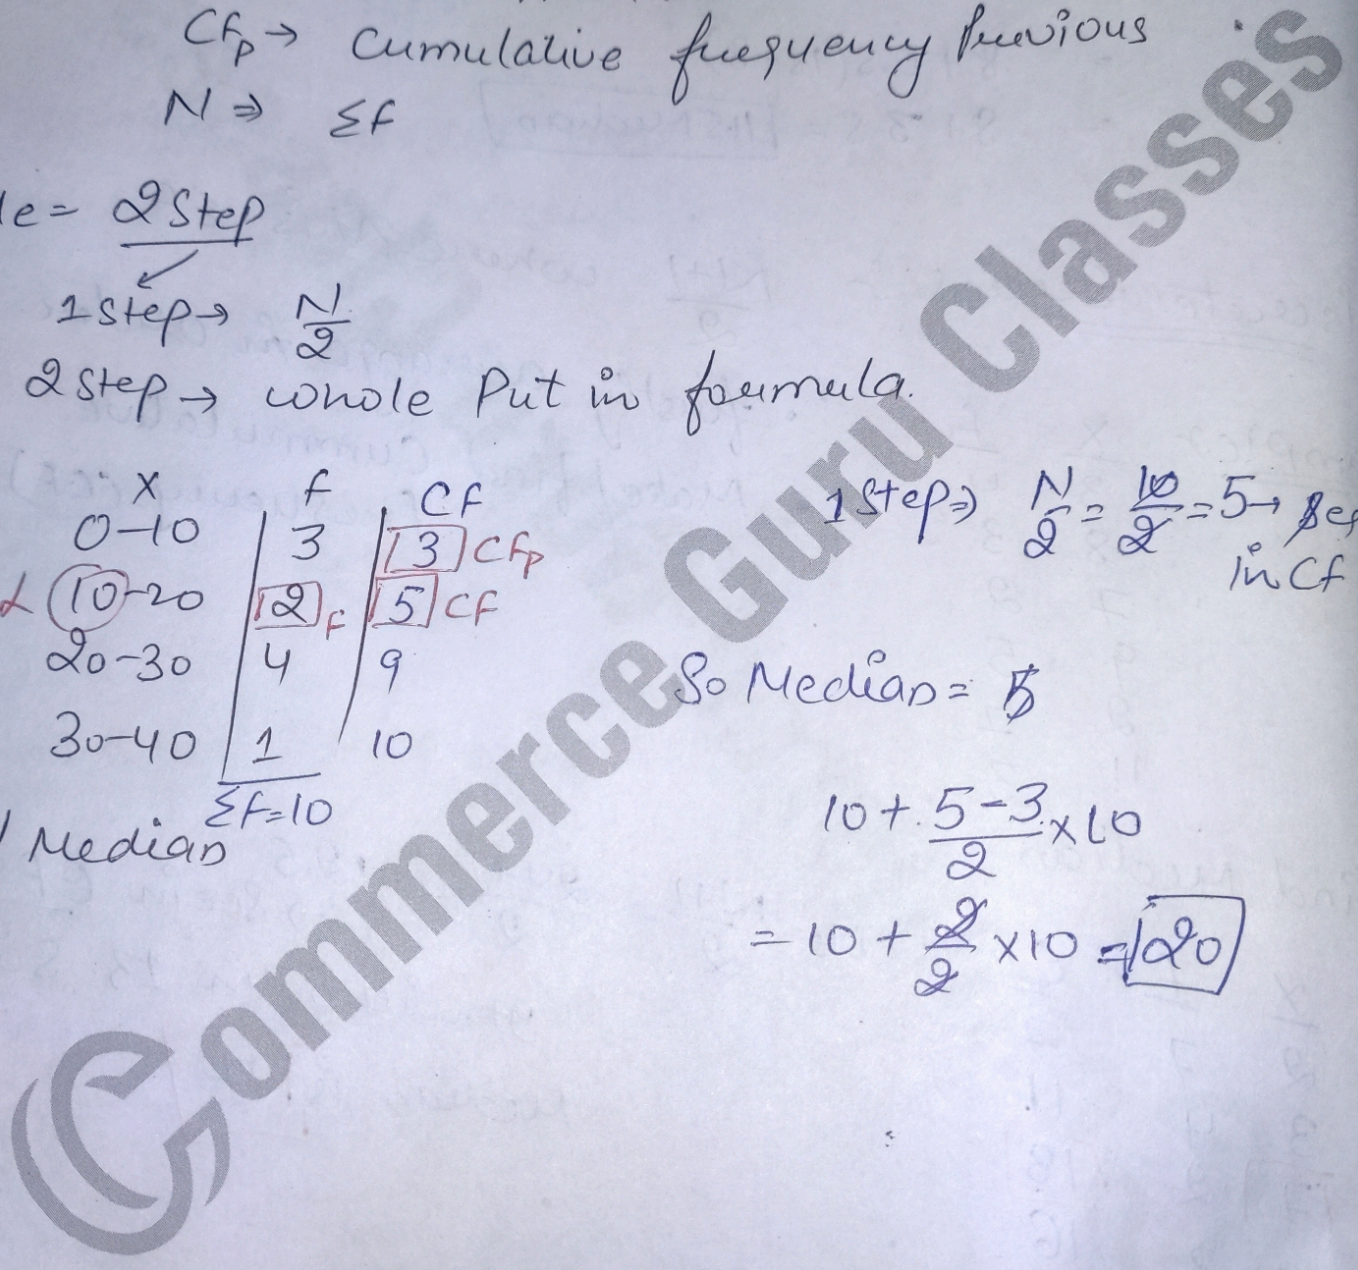 CFp → Cumulative frequency Previous
N ⇒ Σf
le = 2 Step
1 Step → N/2
2 Step → whole Put in formula.
X f CF
0-10 3 3 CFp
L 10-20 2 F 5 CF
20-30 4 9
30-40 1 10
Σf=10
Median
1 Step ⇒ N/2 = 10/2 = 5 →
in CF
So Median =
10 + 5-3/2 × 10
= 10 + 2/2 × 10 = 20
Commerce Guru Classes